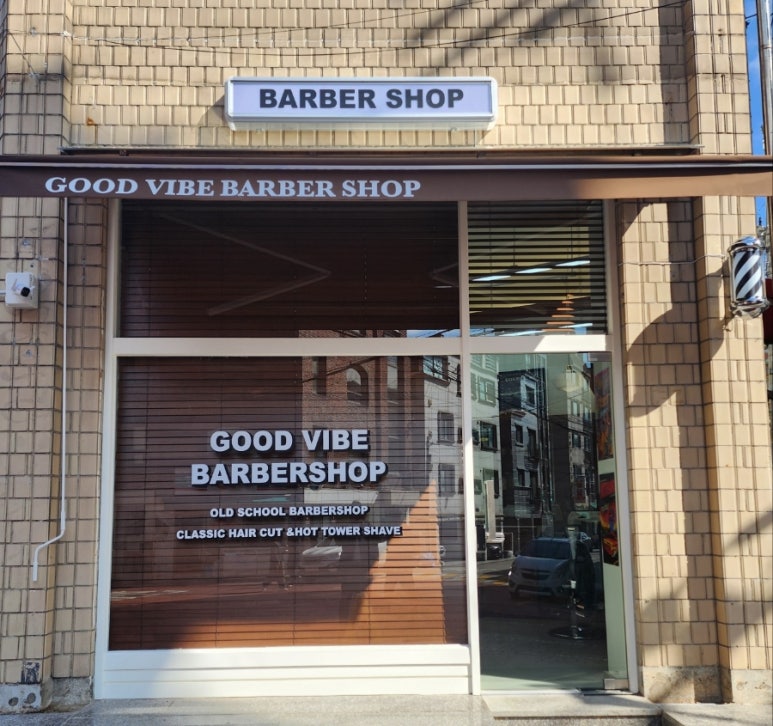 BARBER SHOP
GOOD VIBE BARBER SHOP
GOOD VIBE
BARBERSHOP
OLD SCHOOL BARBERSHOP
CLASSIC HAIR CUT &HOT TOWER SHAVE